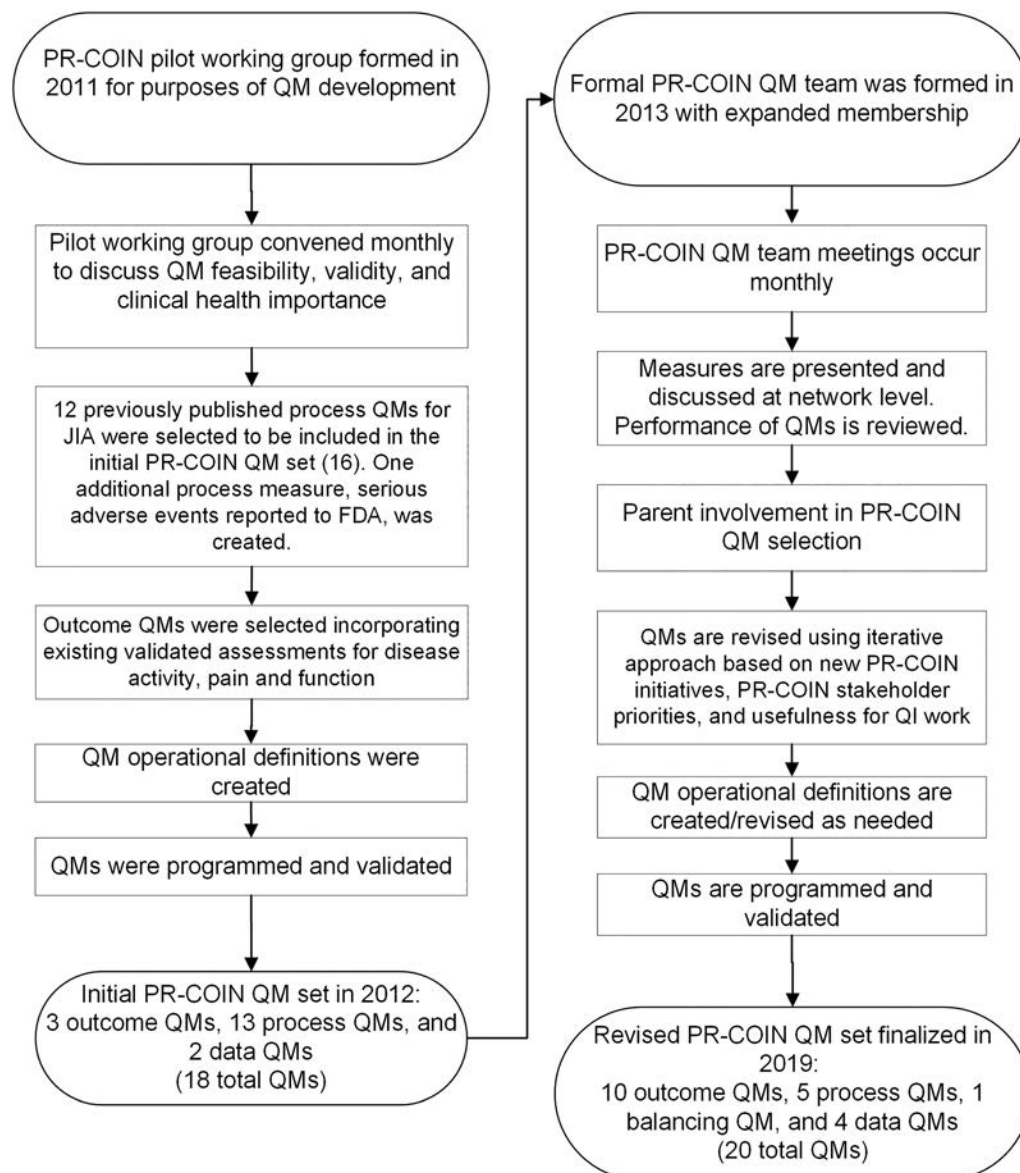 PR-COIN pilot working group formed in
2011 for purposes of QM development
Pilot working group convened monthly
to discuss QM feasibility, validity, and
clinical health importance
12 previously published process QMs for
JIA were selected to be included in the
initial PR-COIN QM set (16). One
additional process measure, serious
adverse events reported to FDA, was
created.
Outcome QMs were selected incorporating
existing validated assessments for disease
activity, pain and function
QM operational definitions were
created
QMs were programmed and validated
Initial PR-COIN QM set in 2012:
3 outcome QMs, 13 process QMs, and
2 data QMs
(18 total QMs)
Formal PR-COIN QM team was formed in
2013 with expanded membership
PR-COIN QM team meetings occur
monthly
Measures are presented and
discussed at network level.
Performance of QMs is reviewed.
Parent involvement in PR-COIN
QM selection
QMs are revised using iterative
approach based on new PR-COIN
initiatives, PR-COIN stakeholder
priorities, and usefulness for QI work
QM operational definitions are
created/revised as needed
QMs are programmed and
validated
Revised PR-COIN QM set finalized in
2019:
10 outcome QMs, 5 process QMs, 1
balancing QM, and 4 data QMs
(20 total QMs)